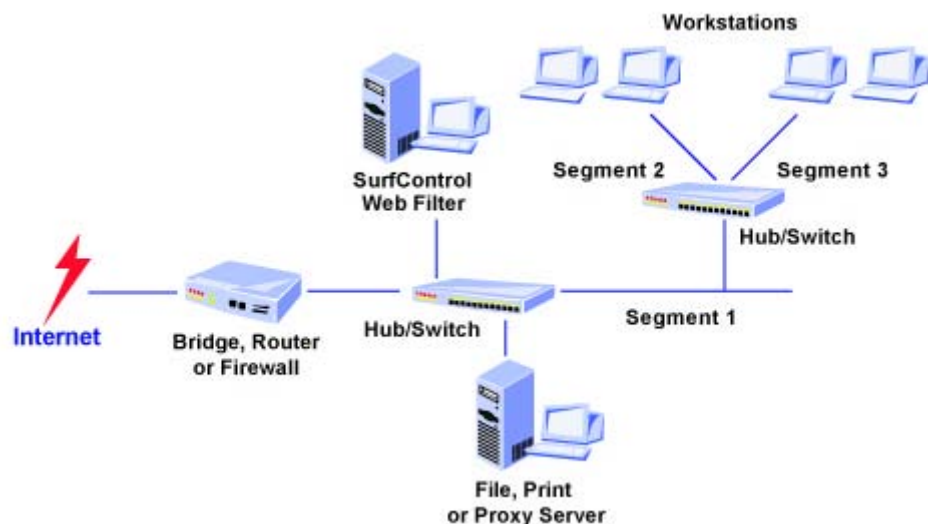 Workstations
SurfControl
Web Filter
Segment 2
Segment 3
Hub/Switch
Internet
Bridge, Router
or Firewall
Hub/Switch
Segment 1
File, Print
or Proxy Server